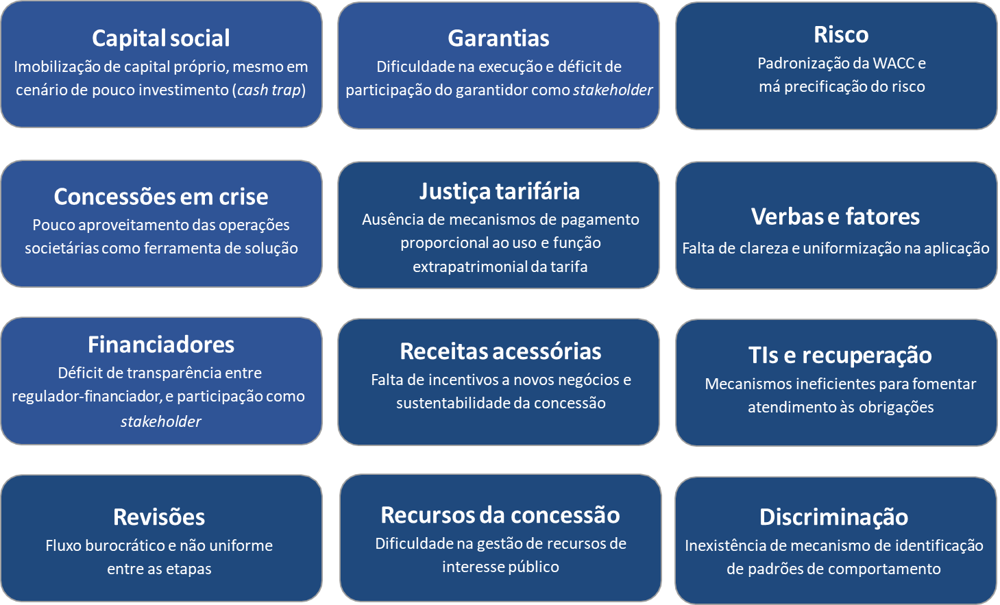 Capital social
Imobilização de capital próprio, mesmo em
cenário de pouco investimento (cash trap)
Garantias
Dificuldade na execução e déficit de
participação do garantidor como stakeholder
Risco
Padronização da WACC e
má precificação do risco
Concessões em crise
Pouco aproveitamento das operações
societárias como ferramenta de solução
Justiça tarifária
Ausência de mecanismos de pagamento
proporcional ao uso e função
extrapatrimonial da tarifa
Verbas e fatores
Falta de clareza e uniformização na aplicação
Financiadores
Déficit de transparência entre
regulador-financiador, e participação como
stakeholder
Receitas acessórias
Falta de incentivos a novos negócios e
sustentabilidade da concessão
TIs e recuperação
Mecanismos ineficientes para fomentar
atendimento às obrigações
Revisões
Fluxo burocrático e não uniforme
entre as etapas
Recursos da concessão
Dificuldade na gestão de recursos de
interesse público
Discriminação
Inexistência de mecanismo de identificação
de padrões de comportamento